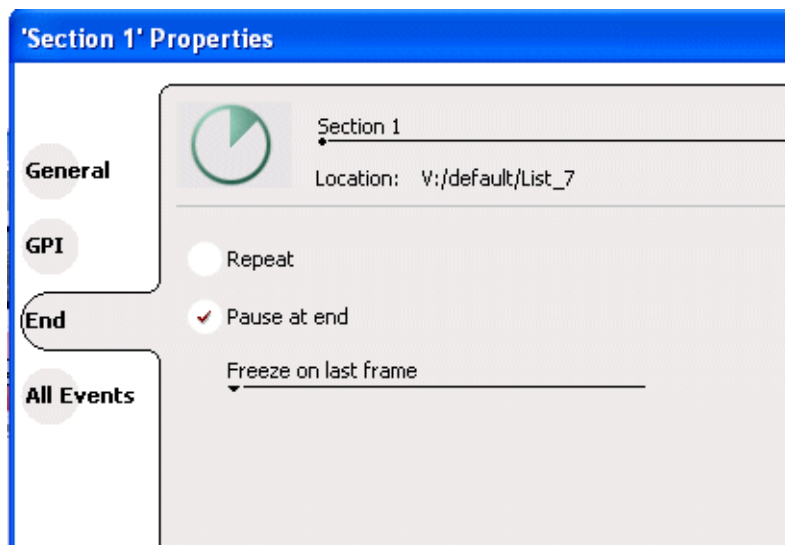 'Section 1' Properties
General
GPI
End
All Events
Section 1
Location: V:/default/List_7
Repeat
Pause at end
Freeze on last frame